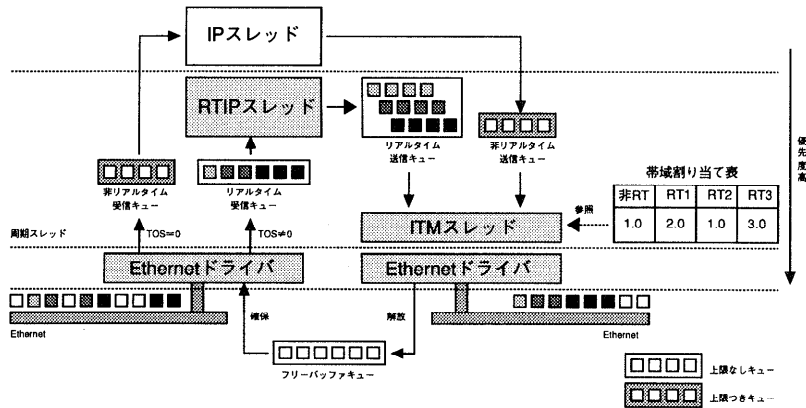 IPスレッド
RTIPスレッド
リアルタイム
送信キュー
非リアルタイム
送信キュー
優先度高
非リアルタイム
受信キュー
リアルタイム
受信キュー
帯域割り当て表
非RT RT1 RT2 RT3
1.0 2.0 1.0 3.0
参照
ITMスレッド
周期スレッド
TOS=0
TOS≠0
Ethernetドライバ
Ethernetドライバ
確保
解放
Ethernet
Ethernet
フリーバッファキュー
上限なしキュー
上限つきキュー